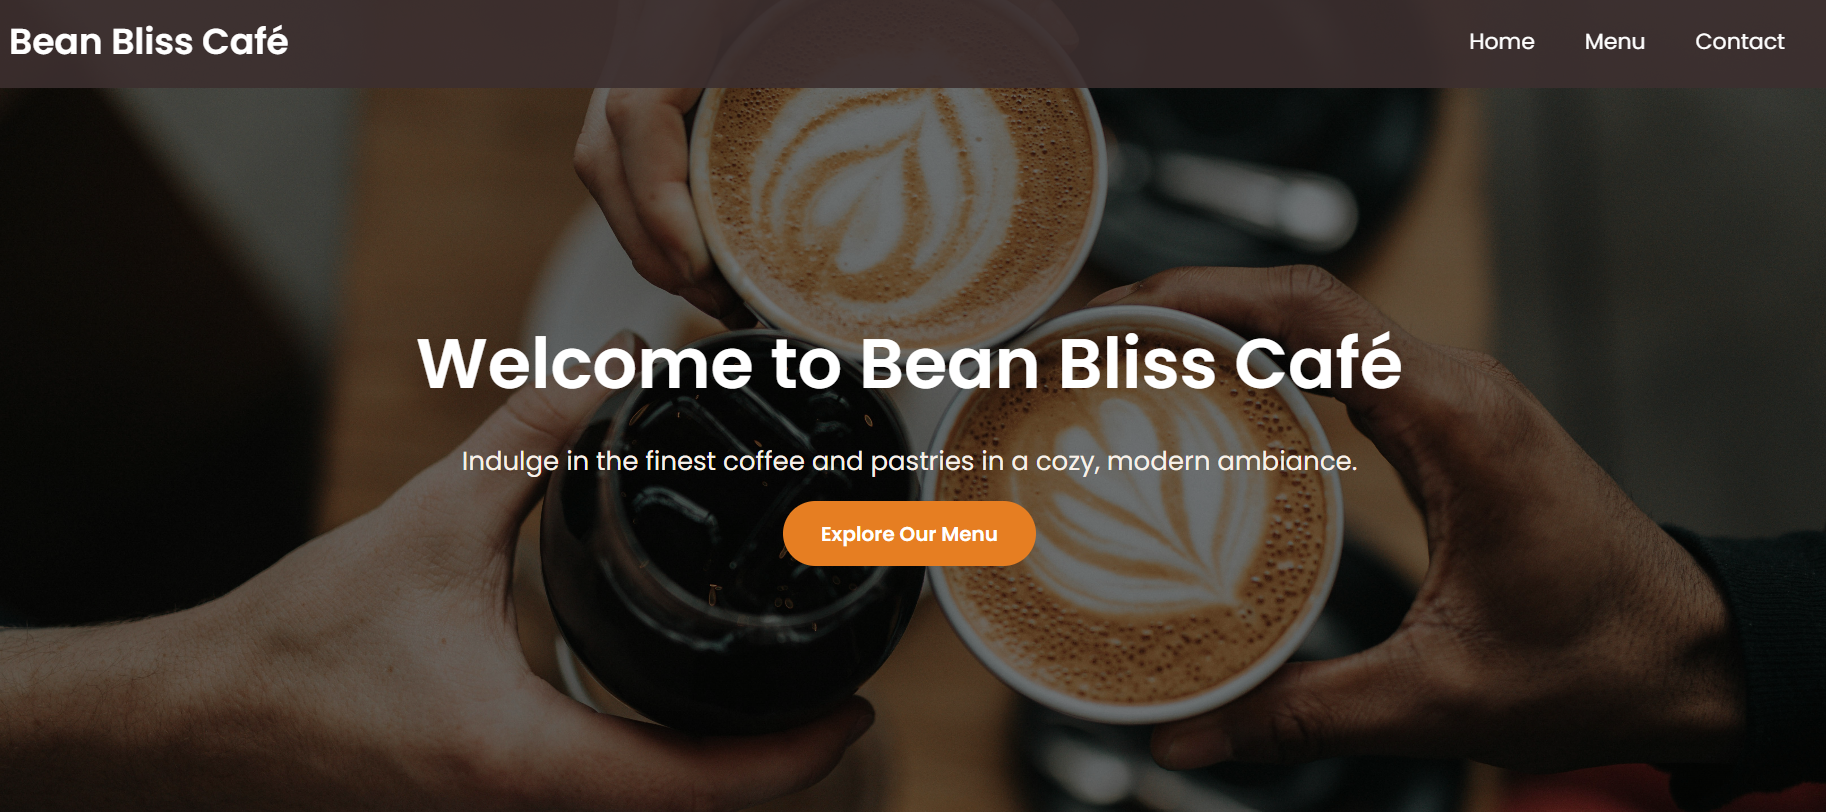 Bean Bliss Café
Home Menu Contact
Welcome to Bean Bliss Café
Indulge in the finest coffee and pastries in a cozy, modern ambiance.
Explore Our Menu